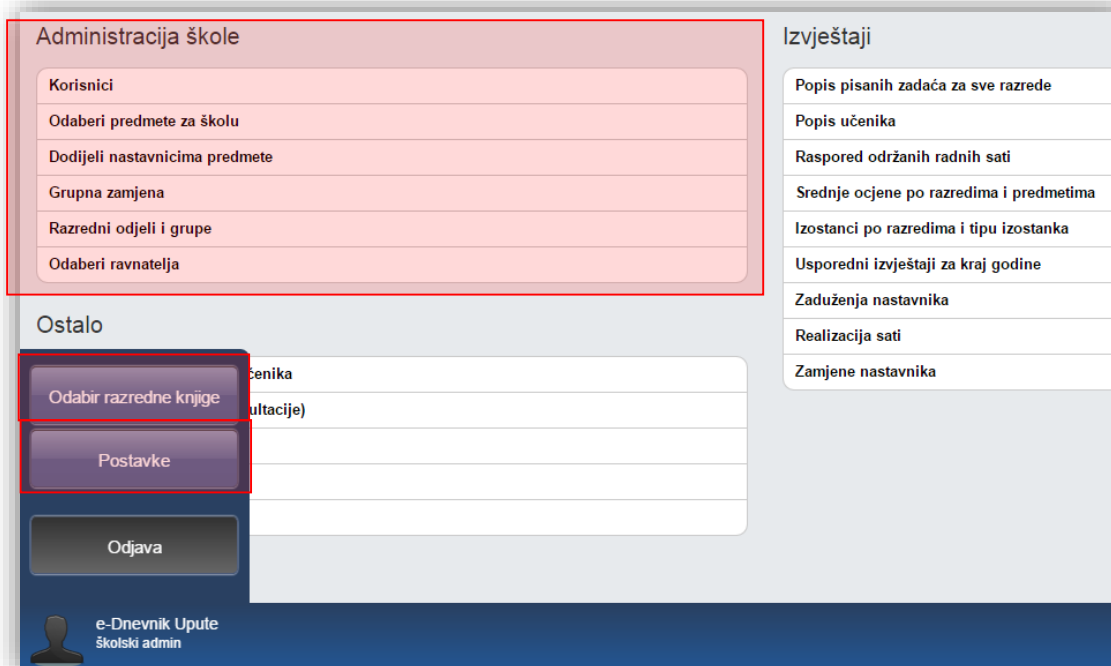 Administracija škole
Korisnici
Odaberi predmete za školu
Dodijeli nastavnicima predmete
Grupna zamjena
Razredni odjeli i grupe
Odaberi ravnatelja
Ostalo
čenika
ultacije)
Odabir razredne knjige
Postavke
Odjava
e-Dnevnik Upute
školski admin
Izvještaji
Popis pisanih zadaća za sve razrede
Popis učenika
Raspored održanih radnih sati
Srednje ocjene po razredima i predmetima
Izostanci po razredima i tipu izostanka
Usporedni izvještaji za kraj godine
Zaduženja nastavnika
Realizacija sati
Zamjene nastavnika